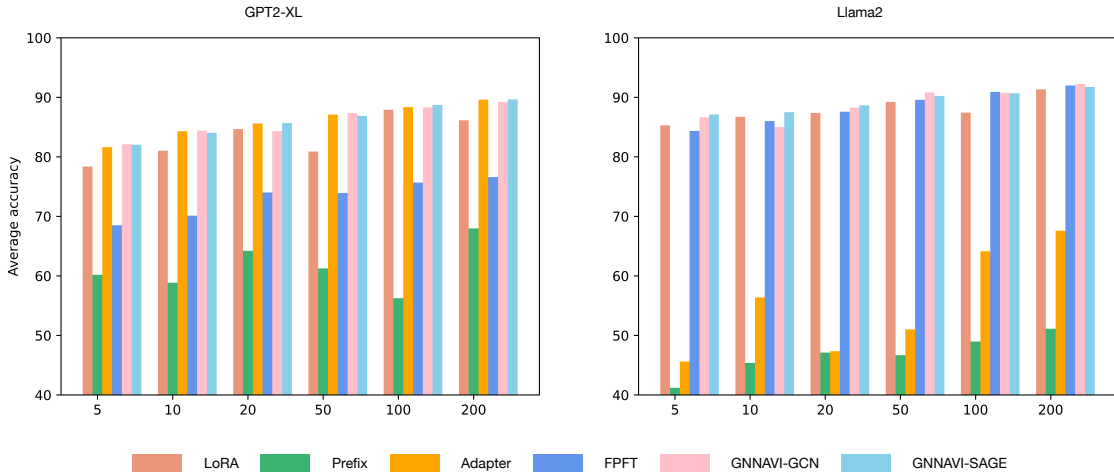 GPT2-XL
Llama2
Average accuracy
100
90
80
70
60
50
40
5 10 20 50 100 200
100
90
80
70
60
50
40
5 10 20 50 100 200
LoRA Prefix Adapter FPFT GNNAVI-GCN GNNAVI-SAGE